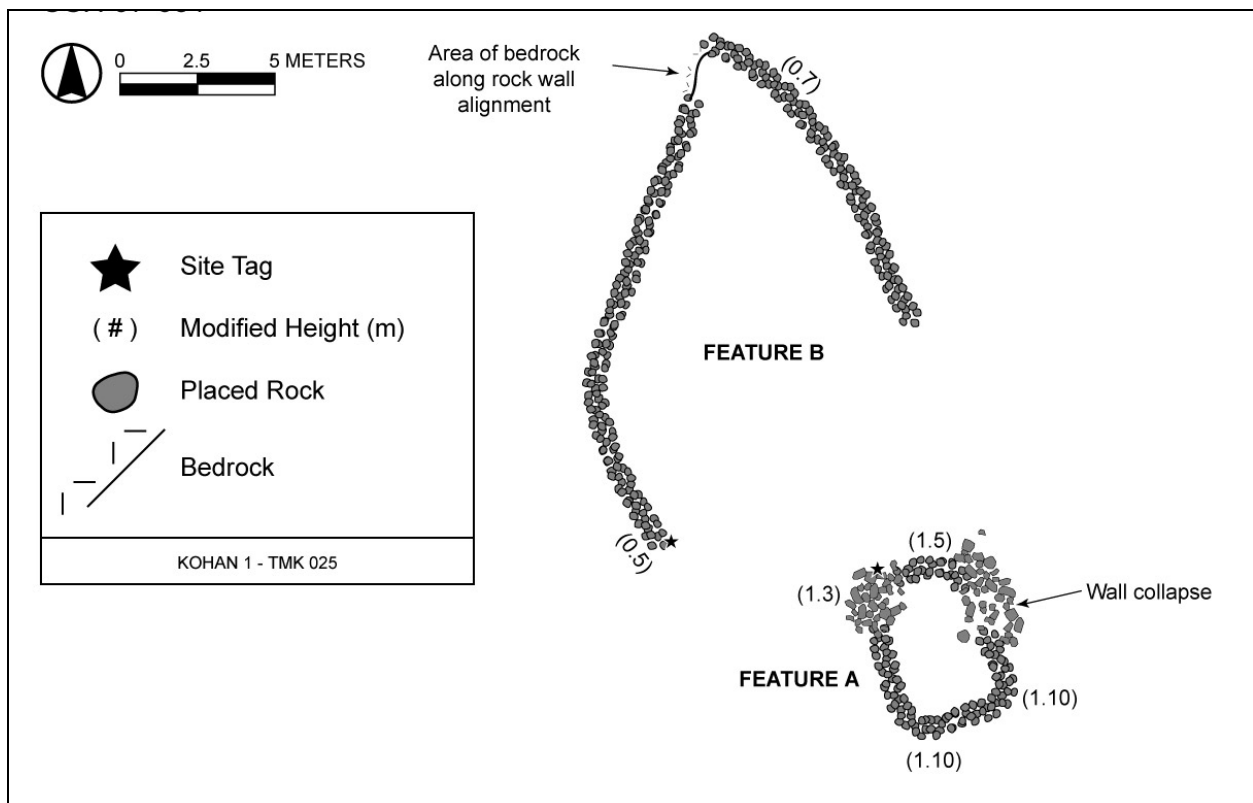 0 2.5 5 METERS
Area of bedrock
along rock wall
alignment
(0.7)
Site Tag
(#) Modified Height (m)
Placed Rock
Bedrock
KOHAN 1 - TMK 025
FEATURE B
(0.5)
(1.5)
(1.3)
Wall collapse
FEATURE A
(1.10)
(1.10)